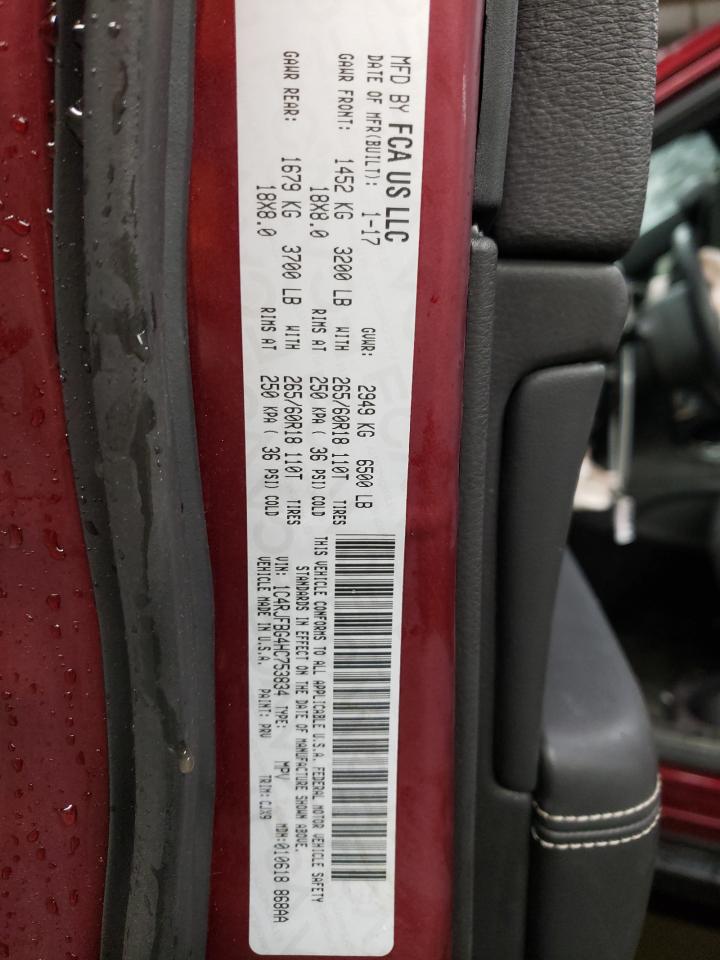 MFD BY FCA US LLC
DATE OF MFR(BUILT): 1-17 GVWR: 2949 KG 6500 LB
GAWR FRONT: 1452 KG 3200 LB WITH 265/60R18 110T TIRES
18X8.0 RIMS AT 250 KPA ( 36 PSI) COLD
GAWR REAR: 1679 KG 3700 LB WITH 265/60R18 110T TIRES
18X8.0 RIMS AT 250 KPA ( 36 PSI) COLD
THIS VEHICLE CONFORMS TO ALL APPLICABLE U.S.A. FEDERAL MOTOR VEHICLE SAFETY
STANDARDS IN EFFECT ON THE DATE OF MANUFACTURE SHOWN ABOVE.
VIN: 1C4RJFBG4HC753834 TYPE: MPV MDH:010618 868AA
VEHICLE MADE IN U.S.A. PAINT: PRV TRIM: CJX9